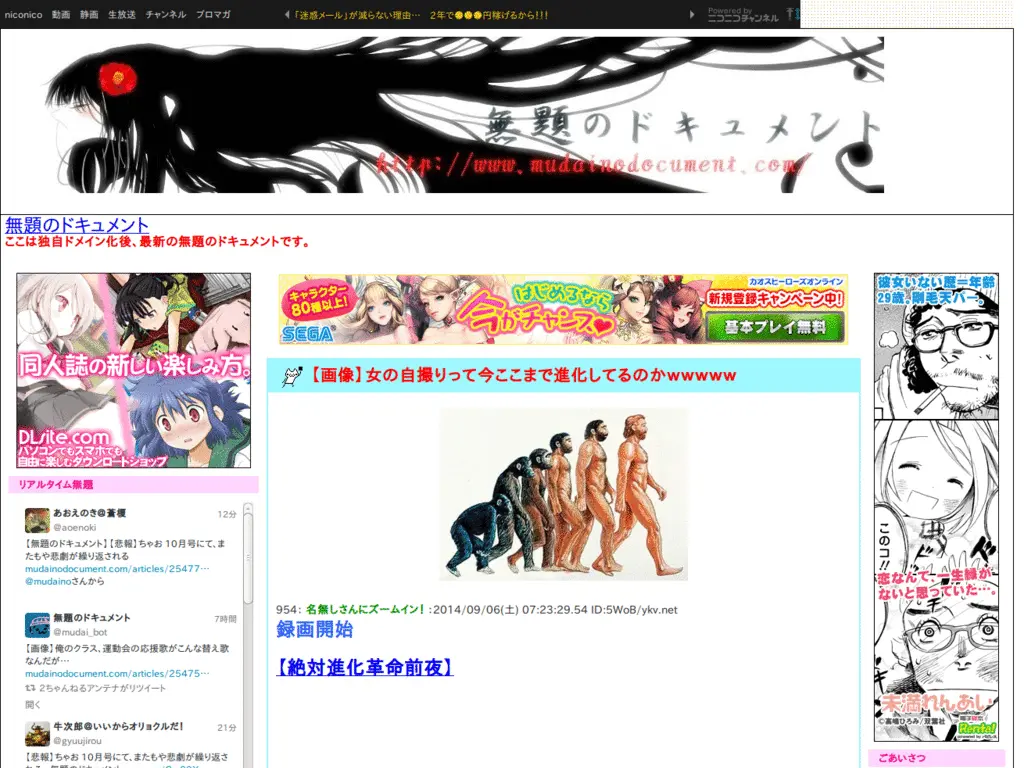 niconico 動画 静画 生放送 チャンネル ブロマガ
「迷惑メール」が減らない理由… 2年で●●●円稼げるから!!!
Powered by
ニコニコチャンネル
無題のドキュメント
http://www.mudainodocument.com/
無題のドキュメント
ここは独自ドメイン化後、最新の無題のドキュメントです。
同人誌の新しい楽しみ方。
DLsite.com
パソコンでもスマホでも
自由に楽しむダウンロードショップ
リアルタイム無題
あおえのき@蒼榎 12分
@aoenoki
【無題のドキュメント】【悲報】ちゃお 10月号にて、ま
たもや悲劇が繰り返される
mudainodocument.com/articles/25477…
@mudainoさんから
無題のドキュメント 7時間
@mudai_bot
【画像】俺のクラス、運動会の応援歌がこんな替え歌
なんだが…
mudainodocument.com/articles/25475…
2ちゃんねるアンテナがリツイート
開く
牛次郎@いいからオリョクルだ! 21分
@gyuujirou
【悲報】ちゃお 10月号にて、またもや悲劇が繰り返さ
キャラクター
80種以上!
SEGA
はじめるなら
今がチャンス♥
カオスヒーローズオンライン
新規登録キャンペーン中!
基本プレイ無料
【画像】女の自撮りって今ここまで進化してるのかwwwww
954: 名無しさんにズームイン! :2014/09/06(土) 07:23:29.54 ID:5WoB/ykv.net
録画開始
【絶対進化革命前夜】
彼女いない歴=年齢
29歳、剛毛天パー。
このコ!!
恋なんて、一生縁が
ないと思っていた…。
未満れんあい
©高橋ひろみ/双葉社
電子貸本
Renta!
ごあいさつ